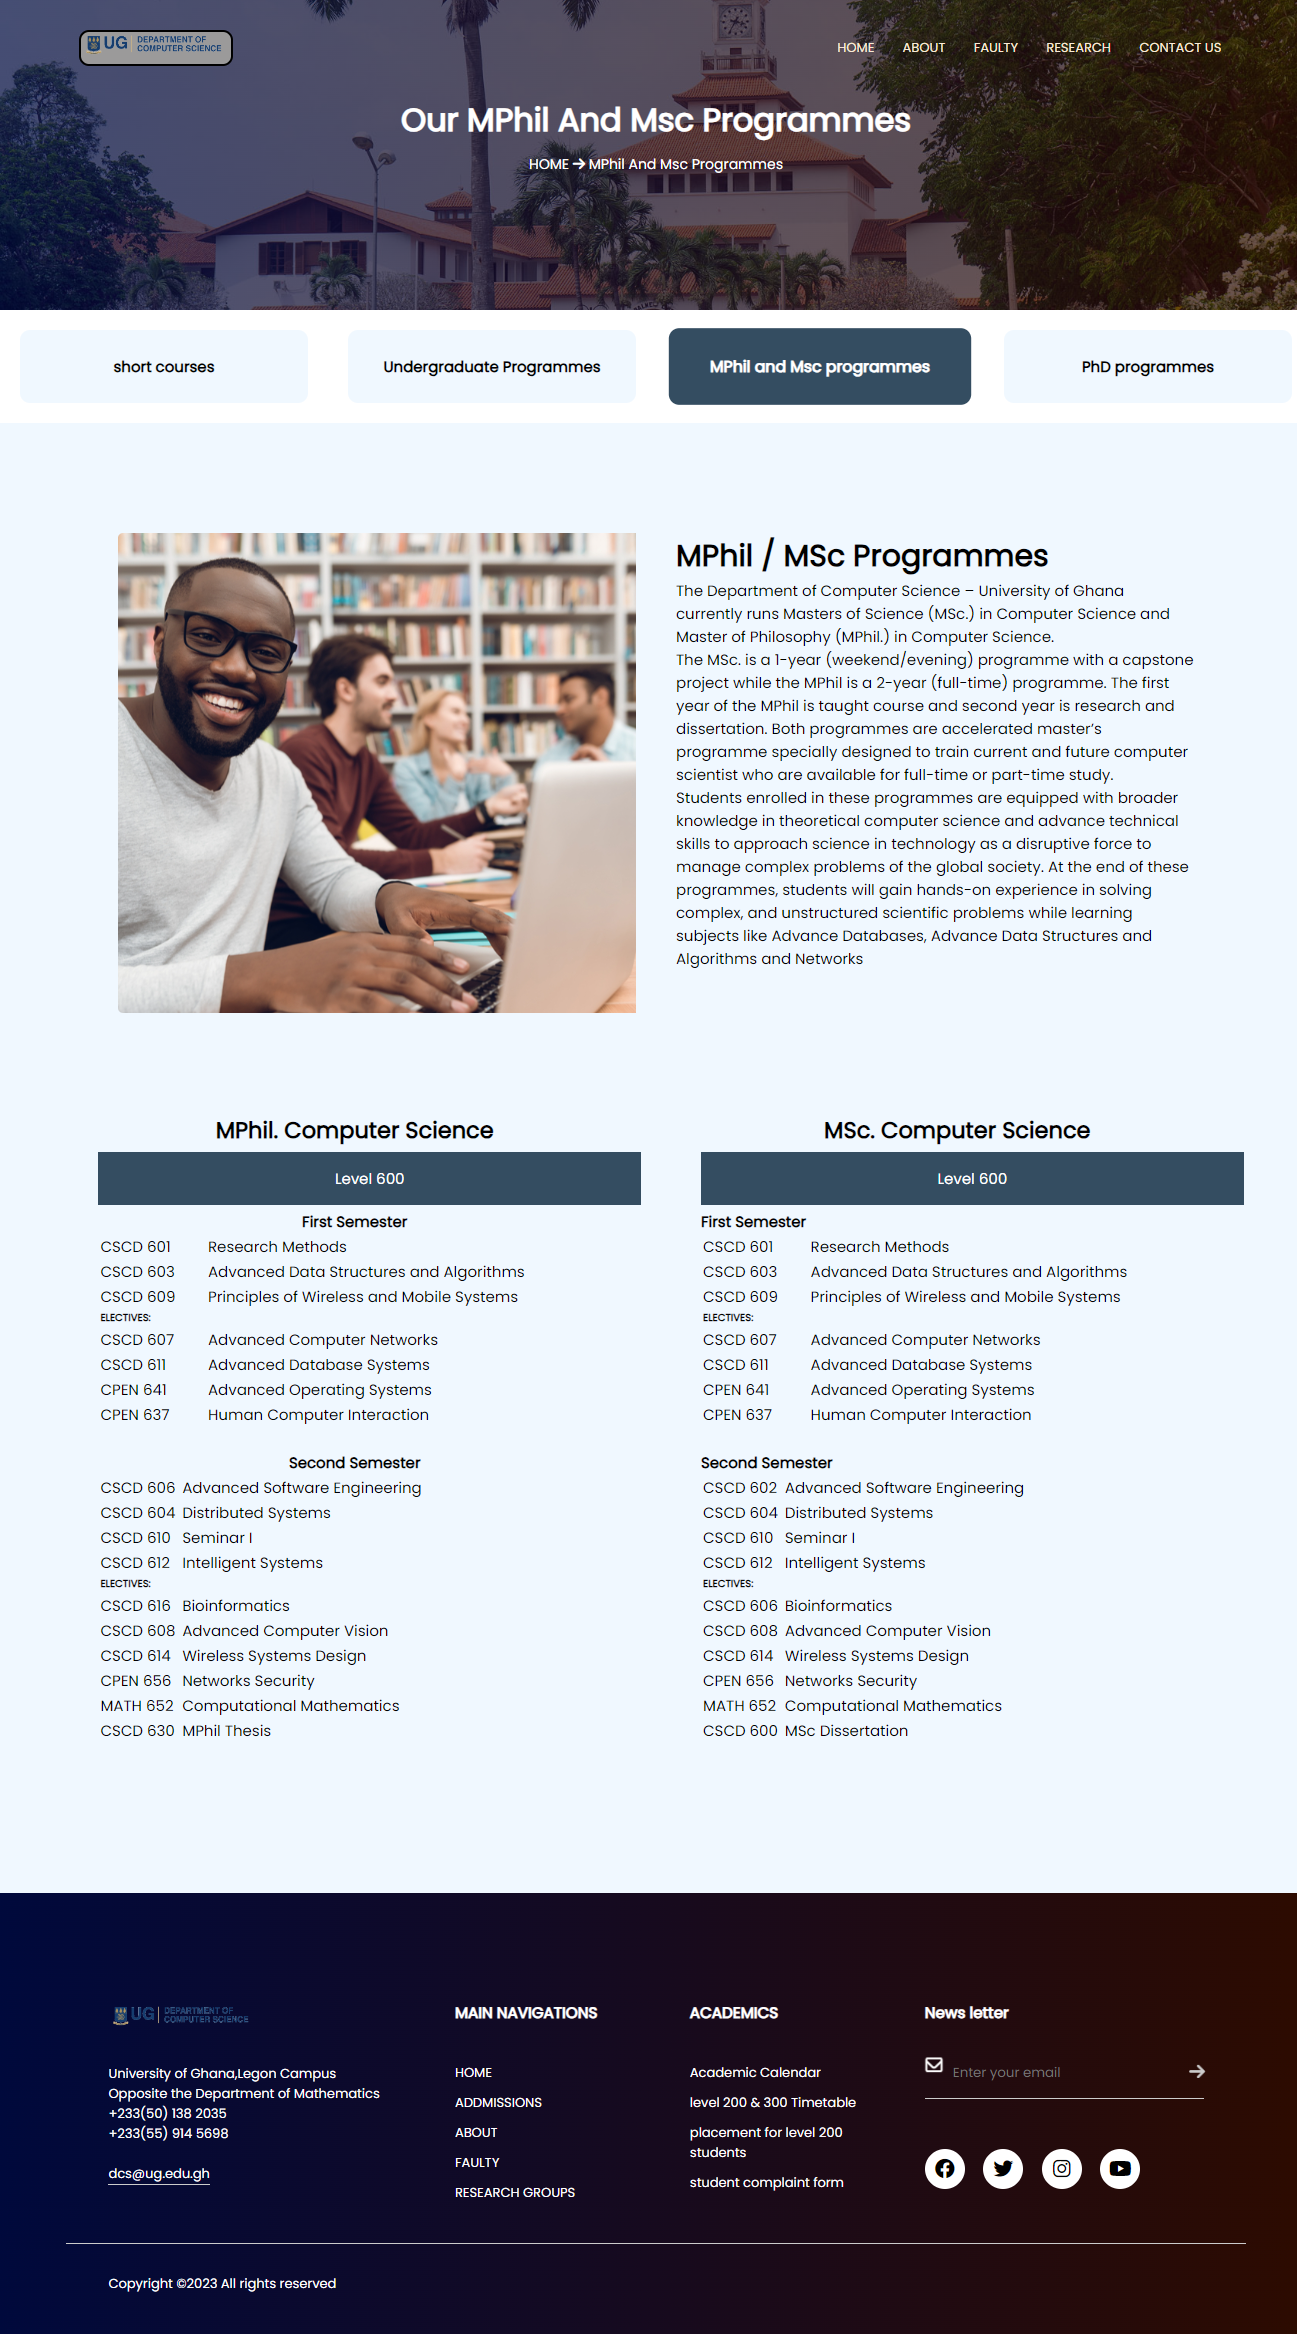 UG DEPARTMENT OF
COMPUTER SCIENCE
HOME ABOUT FAULTY RESEARCH CONTACT US
Our MPhil And Msc Programmes
HOME → MPhil And Msc Programmes
short courses
Undergraduate Programmes
MPhil and Msc programmes
PhD programmes
MPhil / MSc Programmes
The Department of Computer Science – University of Ghana
currently runs Masters of Science (MSc.) in Computer Science and
Master of Philosophy (MPhil.) in Computer Science.
The MSc. is a 1-year (weekend/evening) programme with a capstone
project while the MPhil is a 2-year (full-time) programme. The first
year of the MPhil is taught course and second year is research and
dissertation. Both programmes are accelerated master’s
programme specially designed to train current and future computer
scientist who are available for full-time or part-time study.
Students enrolled in these programmes are equipped with broader
knowledge in theoretical computer science and advance technical
skills to approach science in technology as a disruptive force to
manage complex problems of the global society. At the end of these
programmes, students will gain hands-on experience in solving
complex, and unstructured scientific problems while learning
subjects like Advance Databases, Advance Data Structures and
Algorithms and Networks
MPhil. Computer Science
Level 600
First Semester
CSCD 601 Research Methods
CSCD 603 Advanced Data Structures and Algorithms
CSCD 609 Principles of Wireless and Mobile Systems
ELECTIVES:
CSCD 607 Advanced Computer Networks
CSCD 611 Advanced Database Systems
CPEN 641 Advanced Operating Systems
CPEN 637 Human Computer Interaction
Second Semester
CSCD 606 Advanced Software Engineering
CSCD 604 Distributed Systems
CSCD 610 Seminar I
CSCD 612 Intelligent Systems
ELECTIVES:
CSCD 616 Bioinformatics
CSCD 608 Advanced Computer Vision
CSCD 614 Wireless Systems Design
CPEN 656 Networks Security
MATH 652 Computational Mathematics
CSCD 630 MPhil Thesis
MSc. Computer Science
Level 600
First Semester
CSCD 601 Research Methods
CSCD 603 Advanced Data Structures and Algorithms
CSCD 609 Principles of Wireless and Mobile Systems
ELECTIVES:
CSCD 607 Advanced Computer Networks
CSCD 611 Advanced Database Systems
CPEN 641 Advanced Operating Systems
CPEN 637 Human Computer Interaction
Second Semester
CSCD 602 Advanced Software Engineering
CSCD 604 Distributed Systems
CSCD 610 Seminar I
CSCD 612 Intelligent Systems
ELECTIVES:
CSCD 606 Bioinformatics
CSCD 608 Advanced Computer Vision
CSCD 614 Wireless Systems Design
CPEN 656 Networks Security
MATH 652 Computational Mathematics
CSCD 600 MSc Dissertation
UG DEPARTMENT OF
COMPUTER SCIENCE
University of Ghana,Legon Campus
Opposite the Department of Mathematics
+233(50) 138 2035
+233(55) 914 5698
dcs@ug.edu.gh
MAIN NAVIGATIONS
HOME
ADDMISSIONS
ABOUT
FAULTY
RESEARCH GROUPS
ACADEMICS
Academic Calendar
level 200 & 300 Timetable
placement for level 200
students
student complaint form
News letter
Enter your email
Copyright ©2023 All rights reserved